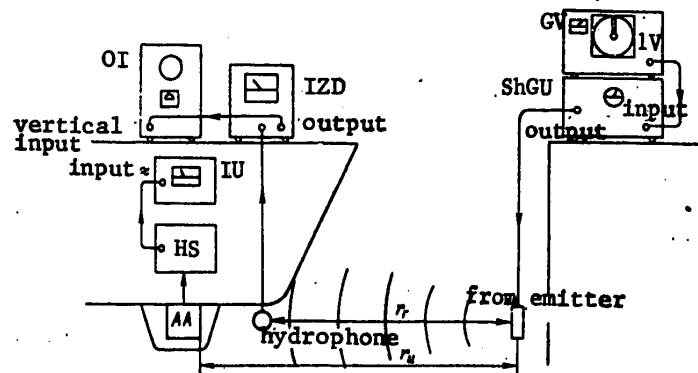 GV
1V
OI
IZD
ShGU
input
output
output
vertical
input
input ≈
IU
HS
from emitter
AA
r_r
hydrophone
r_u